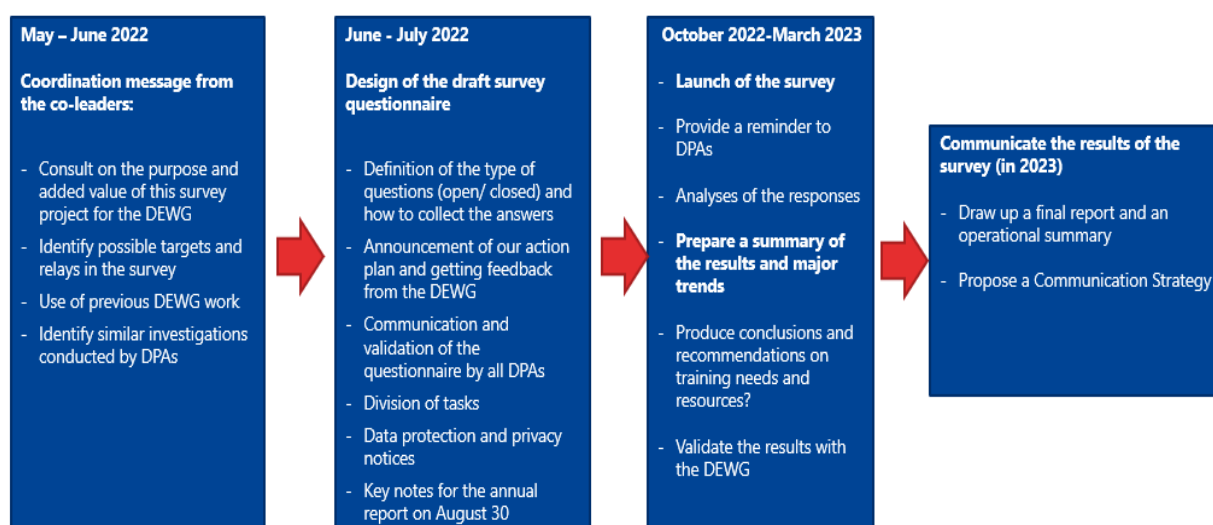 May – June 2022
Coordination message from
the co-leaders:
- Consult on the purpose and
added value of this survey
project for the DEWG
- Identify possible targets and
relays in the survey
- Use of previous DEWG work
- Identify similar investigations
conducted by DPAs
June - July 2022
Design of the draft survey
questionnaire
- Definition of the type of
questions (open/ closed) and
how to collect the answers
- Announcement of our action
plan and getting feedback
from the DEWG
- Communication and
validation of the
questionnaire by all DPAs
- Division of tasks
- Data protection and privacy
notices
- Key notes for the annual
report on August 30
October 2022-March 2023
- Launch of the survey
- Provide a reminder to
DPAs
- Analyses of the responses
- Prepare a summary of
the results and major
trends
- Produce conclusions and
recommendations on
training needs and
resources?
- Validate the results with
the DEWG
Communicate the results of the
survey (in 2023)
- Draw up a final report and an
operational summary
- Propose a Communication Strategy